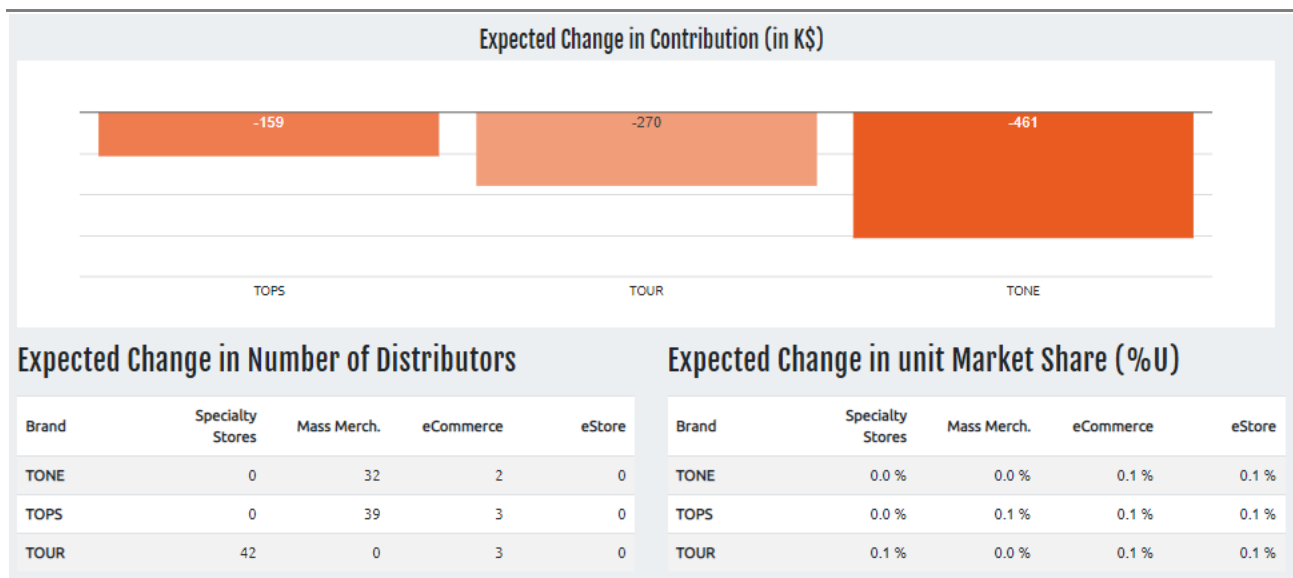 Expected Change in Contribution (in K$)
-159 -270 -461
TOPS TOUR TONE
Expected Change in Number of Distributors
Brand Specialty Stores Mass Merch. eCommerce eStore
TONE 0 32 2 0
TOPS 0 39 3 0
TOUR 42 0 3 0
Expected Change in unit Market Share (%U)
Brand Specialty Stores Mass Merch. eCommerce eStore
TONE 0.0 % 0.0 % 0.1 % 0.1 %
TOPS 0.0 % 0.1 % 0.1 % 0.1 %
TOUR 0.1 % 0.0 % 0.1 % 0.1 %